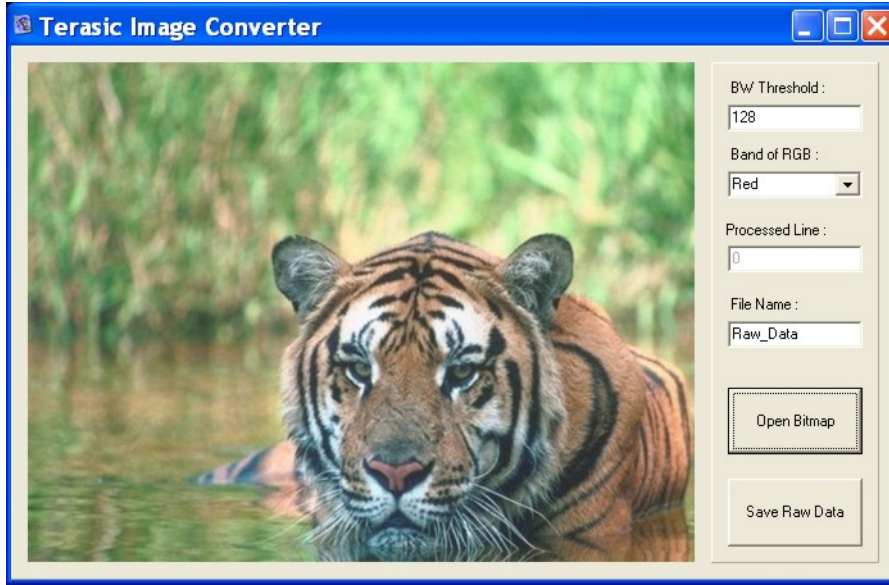 Terasic Image Converter
BW Threshold :
128
Band of RGB :
Red
Processed Line :
0
File Name :
Raw_Data
Open Bitmap
Save Raw Data